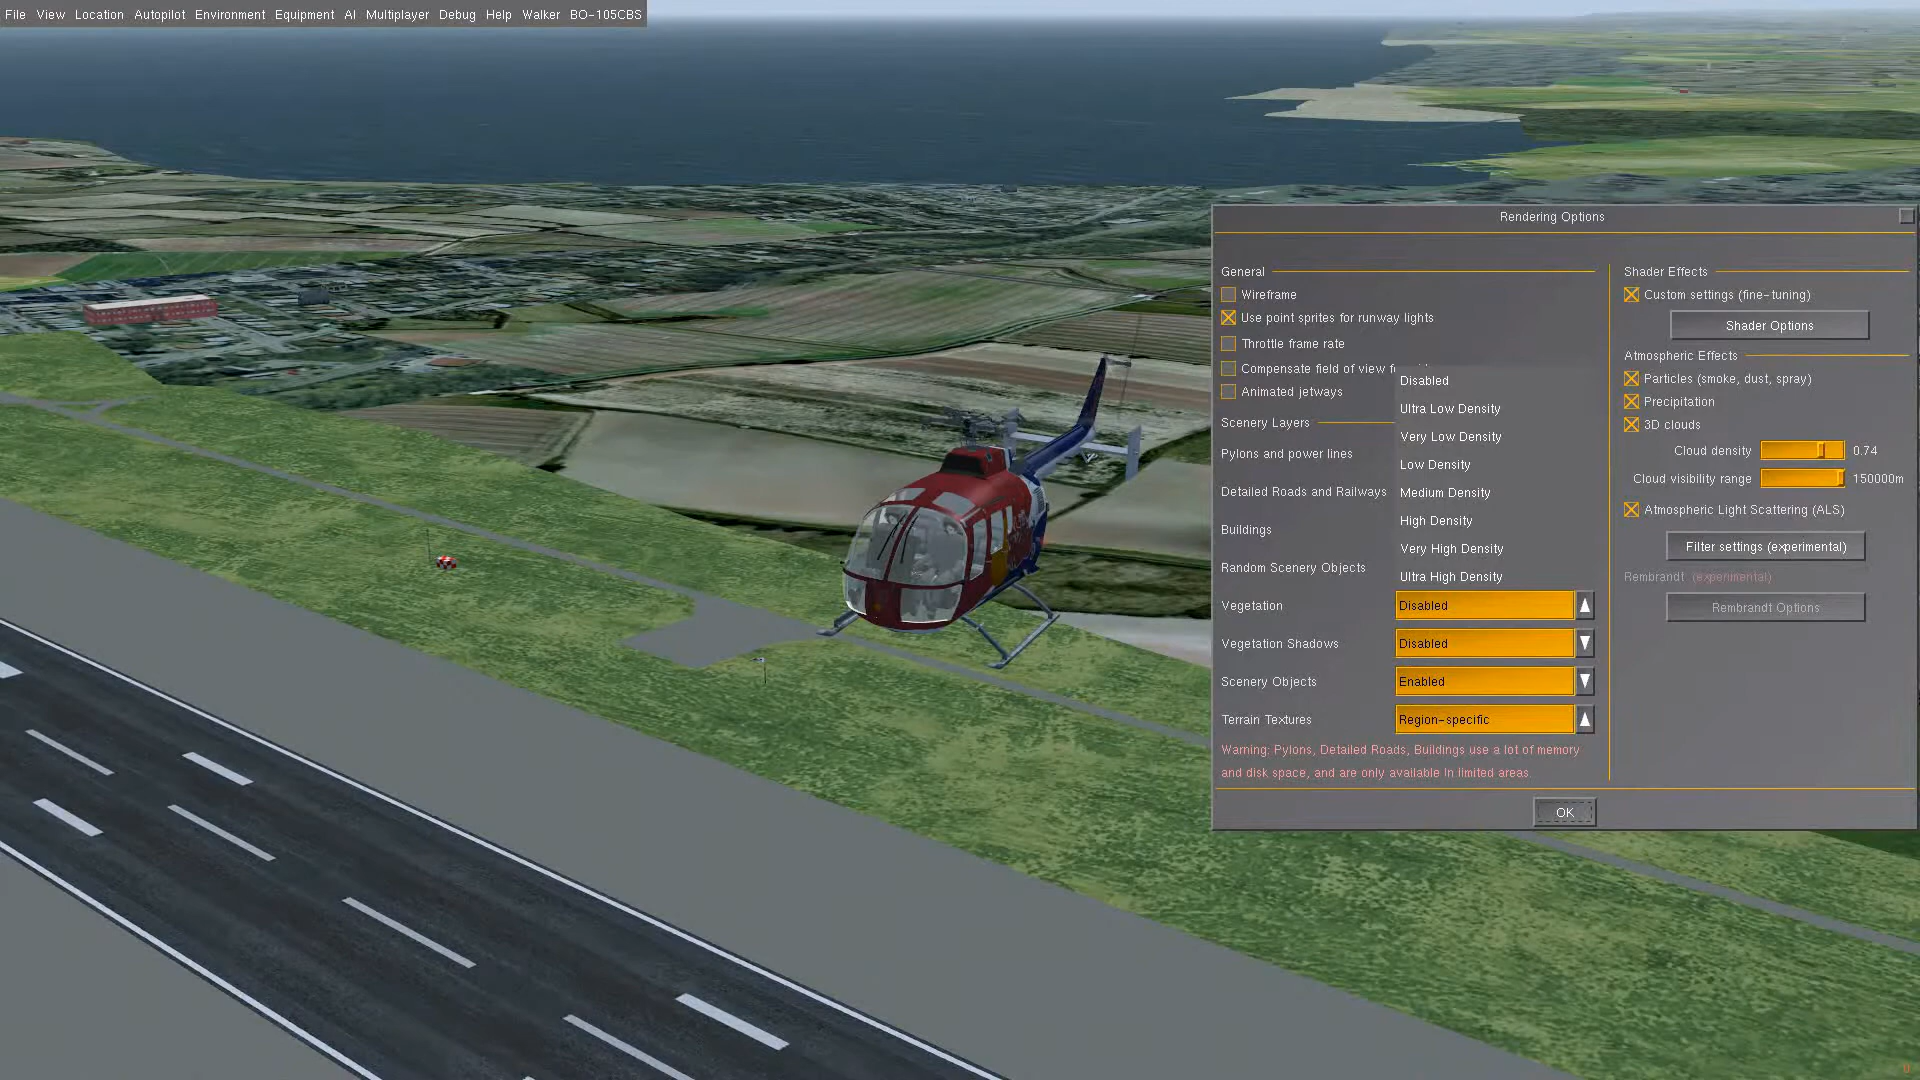 File View Location Autopilot Environment Equipment AI Multiplayer Debug Help Walker BO-105CBS
Rendering Options
General
Wireframe
Use point sprites for runway lights
Throttle frame rate
Compensate field of view
Animated jetways
Scenery Layers
Pylons and power lines
Detailed Roads and Railways
Buildings
Random Scenery Objects
Disabled
Ultra Low Density
Very Low Density
Low Density
Medium Density
High Density
Very High Density
Ultra High Density
Vegetation Disabled
Vegetation Shadows Disabled
Scenery Objects Enabled
Terrain Textures Region-specific
Warning: Pylons, Detailed Roads, Buildings use a lot of memory
and disk space, and are only available in limited areas.
Shader Effects
Custom settings (fine-tuning)
Shader Options
Atmospheric Effects
Particles (smoke, dust, spray)
Precipitation
3D clouds
Cloud density 0.74
Cloud visibility range 150000m
Atmospheric Light Scattering (ALS)
Filter settings (experimental)
Rembrandt (experimental)
Rembrandt Options
OK
0